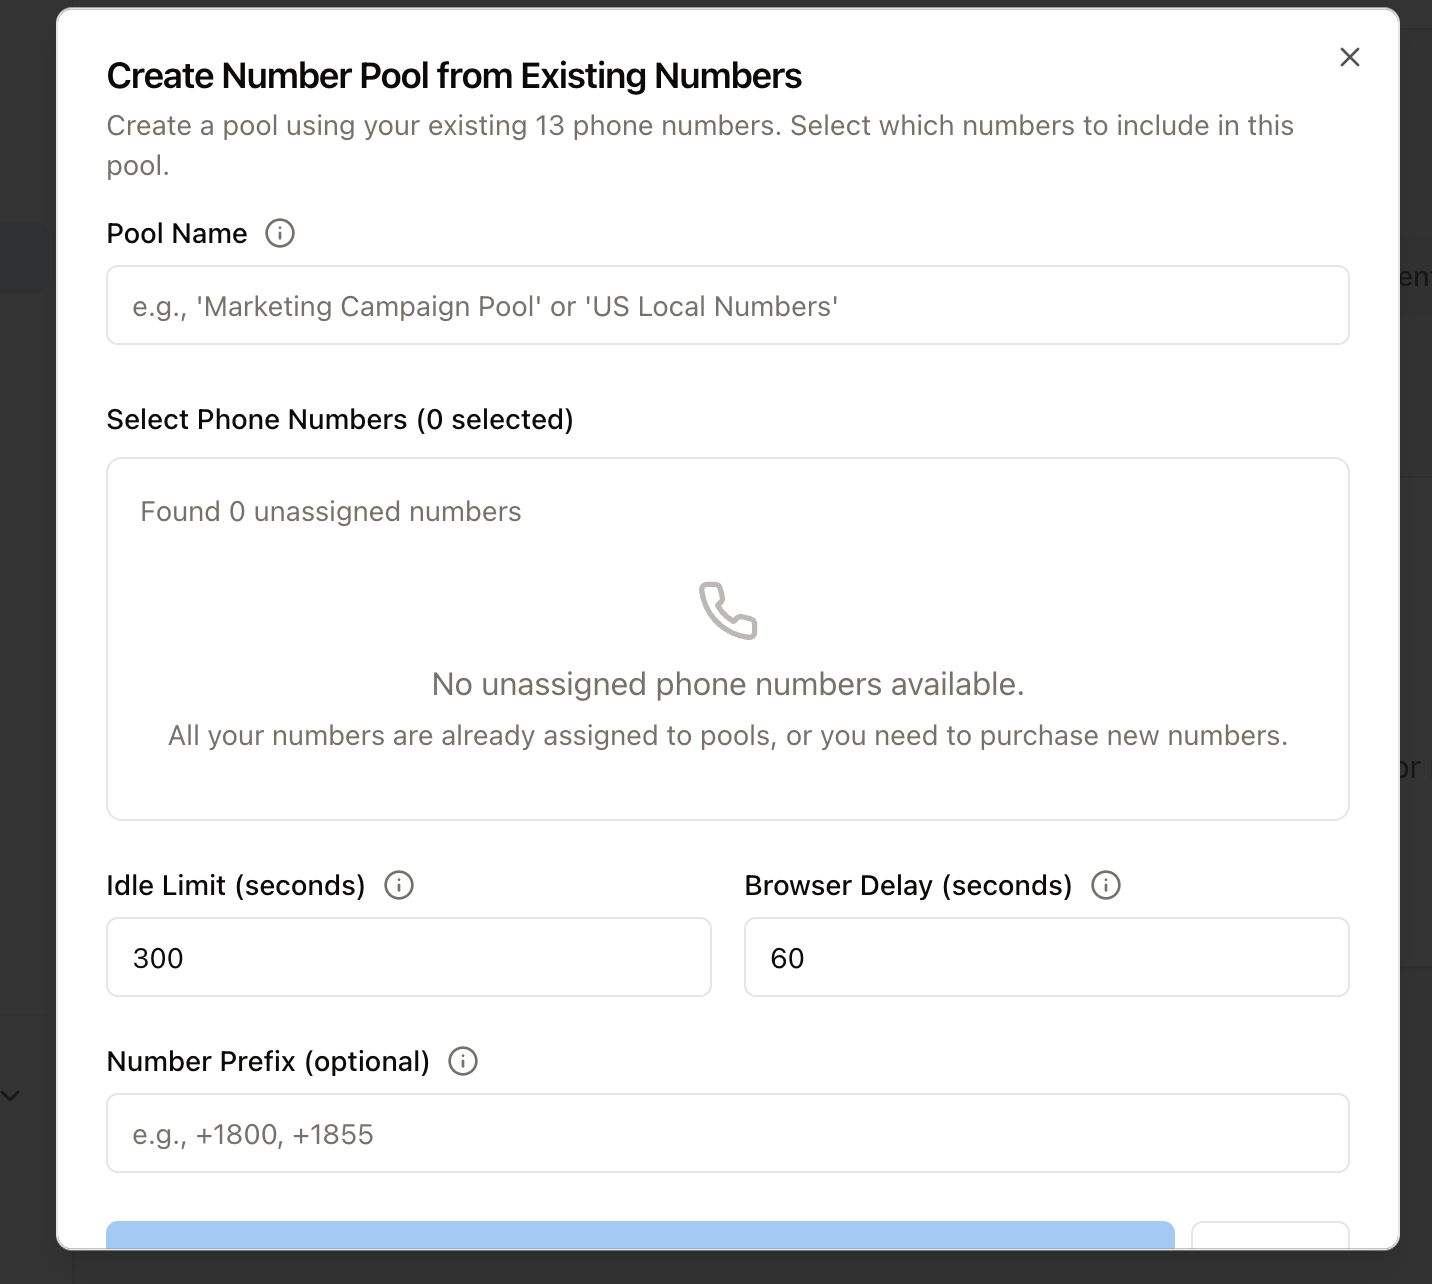 Create Number Pool from Existing Numbers
Create a pool using your existing 13 phone numbers. Select which numbers to include in this
pool.
Pool Name
e.g., 'Marketing Campaign Pool' or 'US Local Numbers'
Select Phone Numbers (0 selected)
Found 0 unassigned numbers
No unassigned phone numbers available.
All your numbers are already assigned to pools, or you need to purchase new numbers.
Idle Limit (seconds)
Browser Delay (seconds)
300
60
Number Prefix (optional)
e.g., +1800, +1855